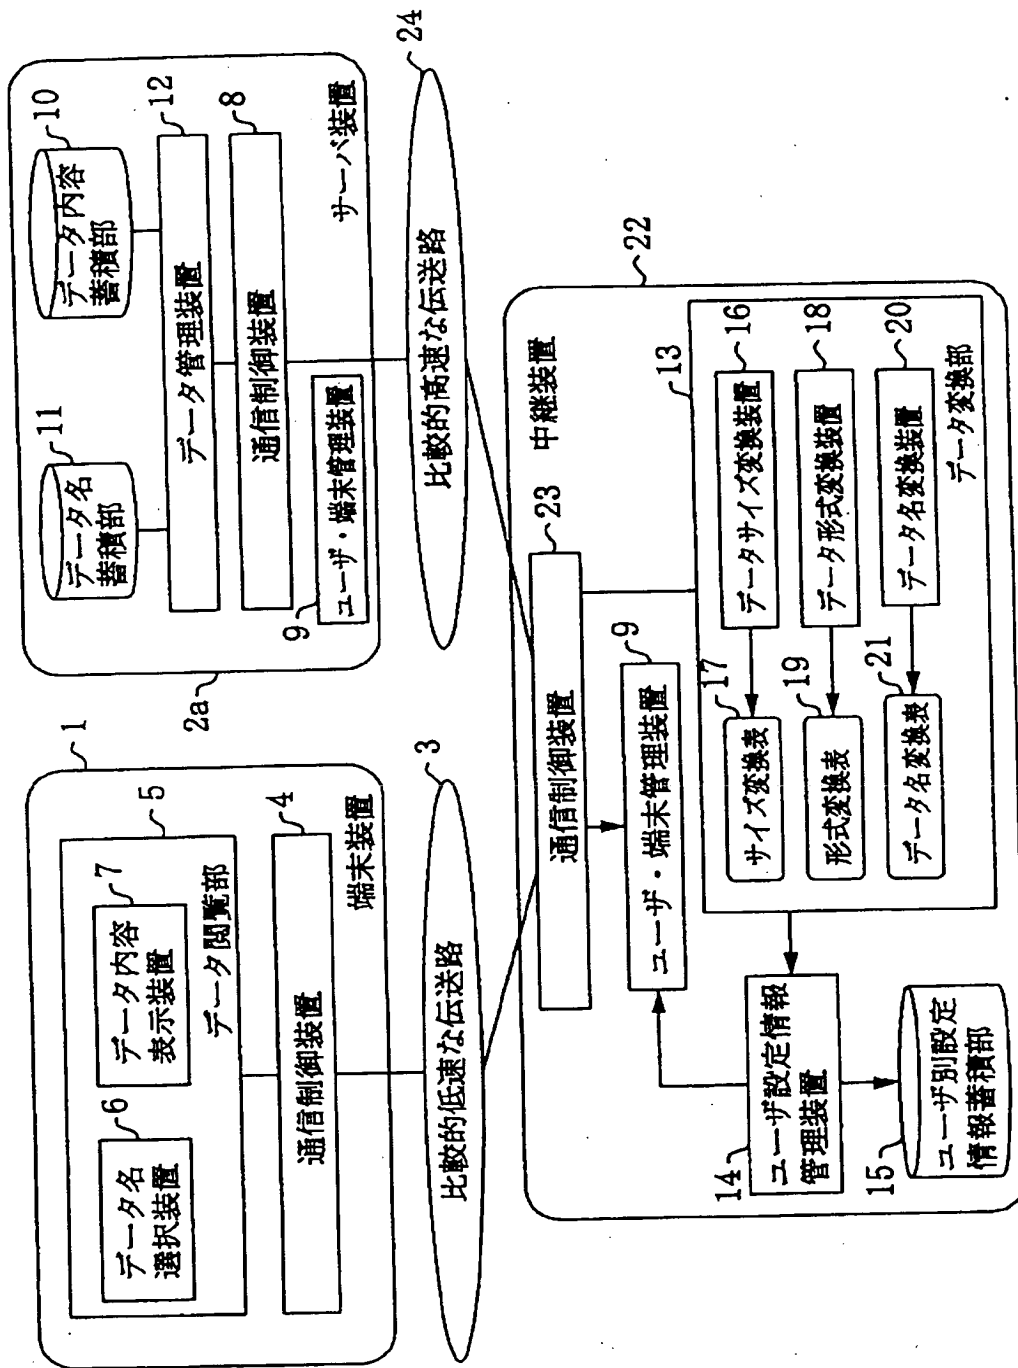 1
5
データ名
選択装置
6
データ内容
表示装置
7
データ閲覧部
通信制御装置
4
端末装置
比較的低速な伝送路
3
2a
データ名
蓄積部
11
データ内容
蓄積部
10
データ管理装置
12
通信制御装置
8
ユーザ・端末管理装置
9
サーバ装置
比較的高速な伝送路
24
中継装置
22
通信制御装置
23
ユーザ・端末管理装置
9
ユーザ設定情報
管理装置
14
ユーザ別設定
情報蓄積部
15
13
サイズ変換表
17
データサイズ変換装置
16
形式変換表
19
データ形式変換装置
18
データ名変換表
21
データ名変換装置
20
データ変換部